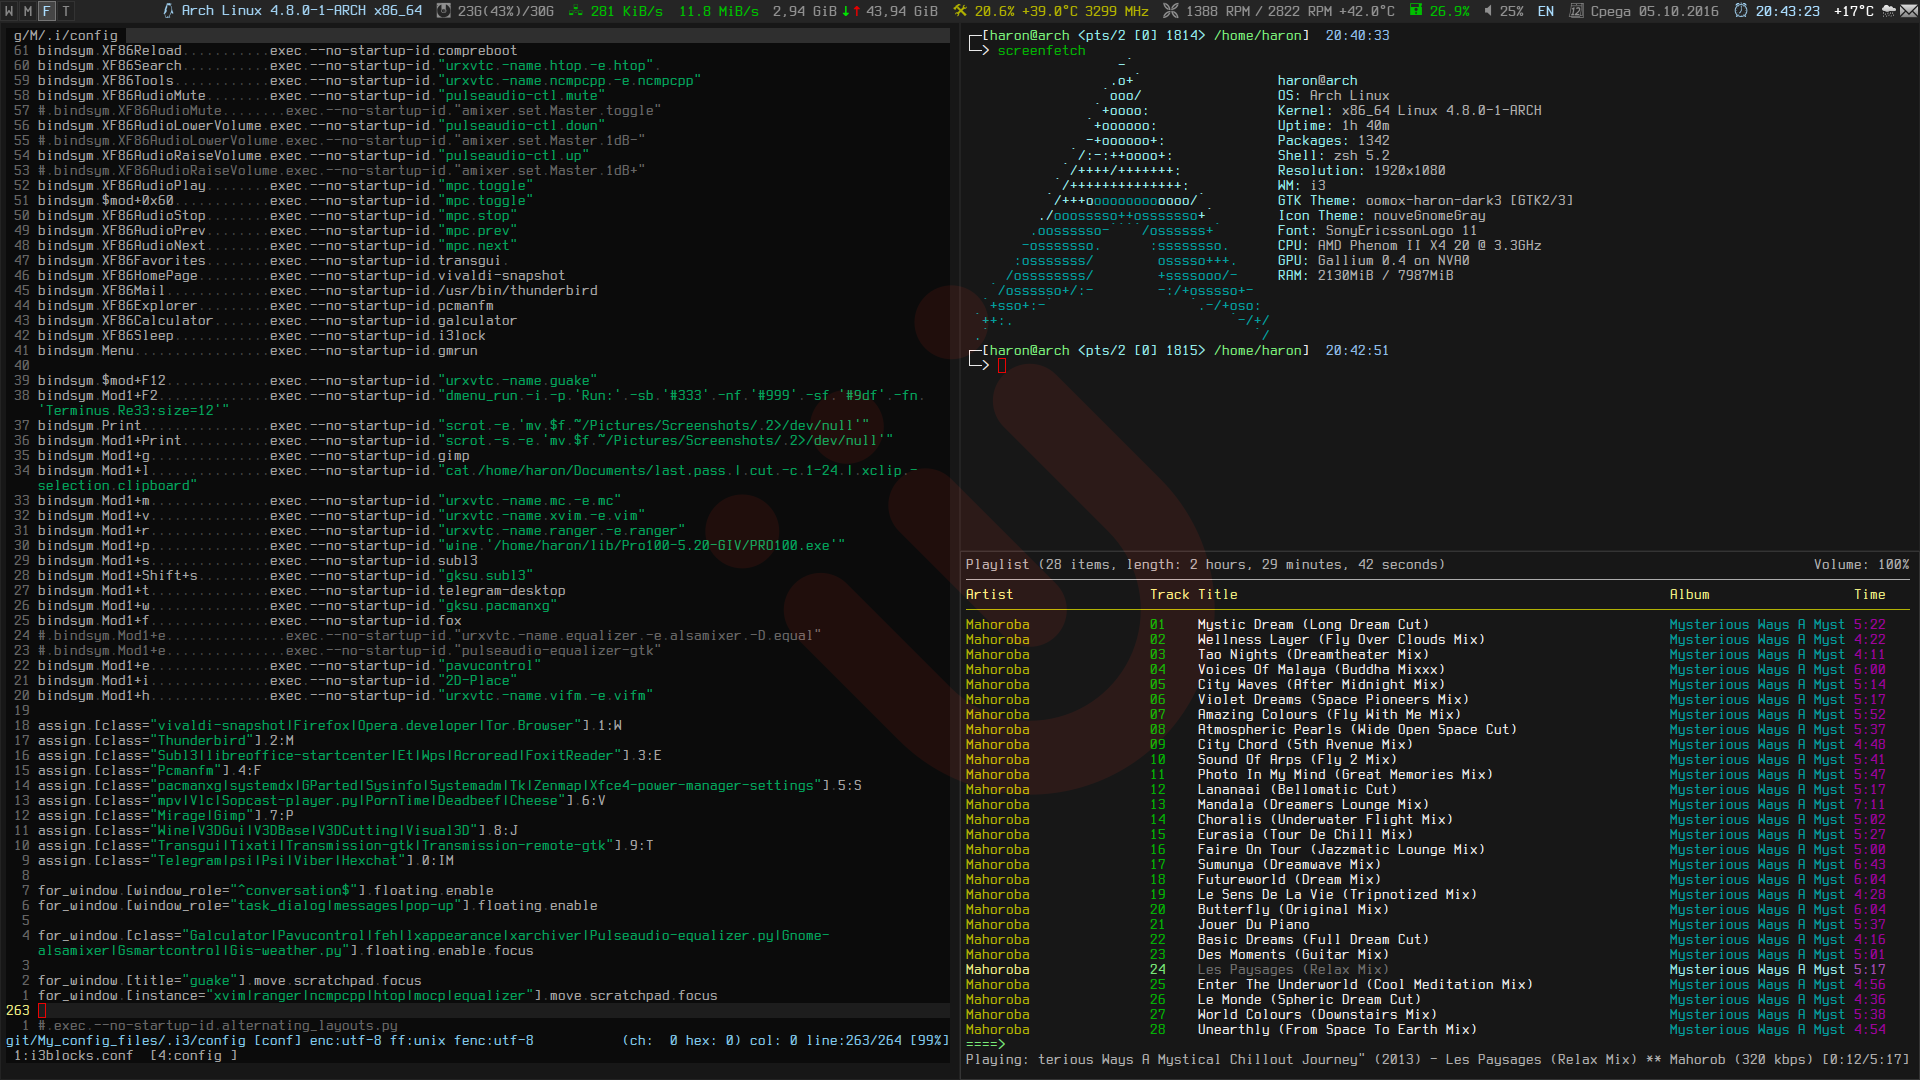 W M F T Arch Linux 4.8.0-1-ARCH x86_64 23G(43%)/30G 281 KiB/s 11.8 MiB/s 2,94 GiB↓↑ 43,94 GiB 20.6% +39.0°C 3299 MHz 1388 RPM / 2822 RPM +42.0°C 26.9% 25% EN Среда 05.10.2016 20:43:23 +17°C
g/M/.i/config
61 bindsym.XF86Reload...........exec.--no-startup-id.compreboot
60 bindsym.XF86Search...........exec.--no-startup-id."urxvtc.-name.htop.-e.htop".
59 bindsym.XF86Tools............exec.--no-startup-id."urxvtc.-name.ncmpcpp.-e.ncmpcpp"
58 bindsym.XF86AudioMute........exec.--no-startup-id."pulseaudio-ctl.mute"
57 #.bindsym.XF86AudioMute........exec.--no-startup-id."amixer.set.Master.toggle"
56 bindsym.XF86AudioLowerVolume.exec.--no-startup-id."pulseaudio-ctl.down"
55 #.bindsym.XF86AudioLowerVolume.exec.--no-startup-id."amixer.set.Master.1dB-"
54 bindsym.XF86AudioRaiseVolume.exec.--no-startup-id."pulseaudio-ctl.up"
53 #.bindsym.XF86AudioRaiseVolume.exec.--no-startup-id."amixer.set.Master.1dB+"
52 bindsym.XF86AudioPlay........exec.--no-startup-id."mpc.toggle"
51 bindsym.$mod+0x60............exec.--no-startup-id."mpc.toggle"
50 bindsym.XF86AudioStop........exec.--no-startup-id."mpc.stop"
49 bindsym.XF86AudioPrev........exec.--no-startup-id."mpc.prev"
48 bindsym.XF86AudioNext........exec.--no-startup-id."mpc.next"
47 bindsym.XF86Favorites........exec.--no-startup-id.transgui.
46 bindsym.XF86HomePage.........exec.--no-startup-id.vivaldi-snapshot
45 bindsym.XF86Mail.............exec.--no-startup-id./usr/bin/thunderbird
44 bindsym.XF86Explorer.........exec.--no-startup-id.pcmanfm
43 bindsym.XF86Calculator.......exec.--no-startup-id.galculator
42 bindsym.XF86Sleep............exec.--no-startup-id.i3lock
41 bindsym.Menu.................exec.--no-startup-id.gmrun
40
39 bindsym.$mod+F12.............exec.--no-startup-id."urxvtc.-name.guake"
38 bindsym.Mod1+F2..............exec.--no-startup-id."dmenu_run.-i.-p.'Run:'.-sb.'#333'.-nf.'#999'.-sf.'#9df'.-fn.
'Terminus.Re33:size=12'"
37 bindsym.Print................exec.--no-startup-id."scrot.-e.'mv.$f.~/Pictures/Screenshots/.2>/dev/null'"
36 bindsym.Mod1+Print...........exec.--no-startup-id."scrot.-s.-e.'mv.$f.~/Pictures/Screenshots/.2>/dev/null'"
35 bindsym.Mod1+g...............exec.--no-startup-id.gimp
34 bindsym.Mod1+l...............exec.--no-startup-id."cat./home/haron/Documents/last.pass.|.cut.-c.1-24.|.xclip.-
selection.clipboard"
33 bindsym.Mod1+m...............exec.--no-startup-id."urxvtc.-name.mc.-e.mc"
32 bindsym.Mod1+v...............exec.--no-startup-id."urxvtc.-name.xvim.-e.vim"
31 bindsym.Mod1+r...............exec.--no-startup-id."urxvtc.-name.ranger.-e.ranger"
30 bindsym.Mod1+p...............exec.--no-startup-id."wine.'/home/haron/lib/Pro100-5.20-GIV/PRO100.exe'"
29 bindsym.Mod1+s...............exec.--no-startup-id.subl3
28 bindsym.Mod1+Shift+s.........exec.--no-startup-id."gksu.subl3"
27 bindsym.Mod1+t...............exec.--no-startup-id.telegram-desktop
26 bindsym.Mod1+w...............exec.--no-startup-id."gksu.pacmanxg"
25 bindsym.Mod1+f...............exec.--no-startup-id.fox
24 #.bindsym.Mod1+e...............exec.--no-startup-id."urxvtc.-name.equalizer.-e.alsamixer.-D.equal"
23 #.bindsym.Mod1+e...............exec.--no-startup-id."pulseaudio-equalizer-gtk"
22 bindsym.Mod1+e...............exec.--no-startup-id."pavucontrol"
21 bindsym.Mod1+i...............exec.--no-startup-id."2D-Place"
20 bindsym.Mod1+h...............exec.--no-startup-id."urxvtc.-name.vifm.-e.vifm"
19
18 assign.[class="vivaldi-snapshot|Firefox|Opera.developer|Tor.Browser"].1:W
17 assign.[class="Thunderbird"].2:M
16 assign.[class="Subl3|libreoffice-startcenter|Et|Wps|Acroread|FoxitReader"].3:E
15 assign.[class="Pcmanfm"].4:F
14 assign.[class="pacmanxg|systemdx|GParted|Sysinfo|Systemadm|Tk|Zenmap|Xfce4-power-manager-settings"].5:S
13 assign.[class="mpv|Vlc|Sopcast-player.py|PornTime|Deadbeef|Cheese"].6:V
12 assign.[class="Mirage|Gimp"].7:P
11 assign.[class="Wine|V3DGui|V3DBase|V3DCutting|Visual3D"].8:J
10 assign.[class="Transgui|Tixati|Transmission-gtk|Transmission-remote-gtk"].9:T
9 assign.[class="Telegram|psi|Psi|Viber|Hexchat"].0:IM
8
7 for_window.[window_role="^conversation$"].floating.enable
6 for_window.[window_role="task_dialog|messages|pop-up"].floating.enable
5
4 for_window.[class="Galculator|Pavucontrol|feh|lxappearance|xarchiver|Pulseaudio-equalizer.py|Gnome-
alsamixer|Gsmartcontrol|Gis-weather.py"].floating.enable.focus
3
2 for_window.[title="guake"].move.scratchpad.focus
1 for_window.[instance="xvim|ranger|ncmpcpp|htop|mocp|equalizer"].move.scratchpad.focus
263
1 #.exec.--no-startup-id.alternating_layouts.py
git/My_config_files/.i3/config [conf] enc:utf-8 ff:unix fenc:utf-8 (ch: 0 hex: 0) col: 0 line:263/264 [99%]
1:i3blocks.conf [4:config ]
[haron@arch <pts/2 [0] 1814> /home/haron] 20:40:33
> screenfetch
haron@arch
OS: Arch Linux
Kernel: x86_64 Linux 4.8.0-1-ARCH
Uptime: 1h 40m
Packages: 1342
Shell: zsh 5.2
Resolution: 1920x1080
WM: i3
GTK Theme: oomox-haron-dark3 [GTK2/3]
Icon Theme: nouveGnomeGray
Font: SonyEricssonLogo 11
CPU: AMD Phenom II X4 20 @ 3.3GHz
GPU: Gallium 0.4 on NVA0
RAM: 2130MiB / 7987MiB
[haron@arch <pts/2 [0] 1815> /home/haron] 20:42:51
>
Playlist (28 items, length: 2 hours, 29 minutes, 42 seconds) Volume: 100%
Artist Track Title Album Time
Mahoroba 01 Mystic Dream (Long Dream Cut) Mysterious Ways A Myst 5:22
Mahoroba 02 Wellness Layer (Fly Over Clouds Mix) Mysterious Ways A Myst 4:22
Mahoroba 03 Tao Nights (Dreamtheater Mix) Mysterious Ways A Myst 4:11
Mahoroba 04 Voices Of Malaya (Buddha Mixxx) Mysterious Ways A Myst 6:00
Mahoroba 05 City Waves (After Midnight Mix) Mysterious Ways A Myst 5:14
Mahoroba 06 Violet Dreams (Space Pioneers Mix) Mysterious Ways A Myst 5:17
Mahoroba 07 Amazing Colours (Fly With Me Mix) Mysterious Ways A Myst 5:52
Mahoroba 08 Atmospheric Pearls (Wide Open Space Cut) Mysterious Ways A Myst 5:37
Mahoroba 09 City Chord (5th Avenue Mix) Mysterious Ways A Myst 4:48
Mahoroba 10 Sound Of Arps (Fly 2 Mix) Mysterious Ways A Myst 5:41
Mahoroba 11 Photo In My Mind (Great Memories Mix) Mysterious Ways A Myst 5:47
Mahoroba 12 Lananaai (Bellomatic Cut) Mysterious Ways A Myst 5:17
Mahoroba 13 Mandala (Dreamers Lounge Mix) Mysterious Ways A Myst 7:11
Mahoroba 14 Choralis (Underwater Flight Mix) Mysterious Ways A Myst 5:02
Mahoroba 15 Eurasia (Tour De Chill Mix) Mysterious Ways A Myst 5:27
Mahoroba 16 Faire On Tour (Jazzmatic Lounge Mix) Mysterious Ways A Myst 5:00
Mahoroba 17 Sumunya (Dreamwave Mix) Mysterious Ways A Myst 6:43
Mahoroba 18 Futureworld (Dream Mix) Mysterious Ways A Myst 6:04
Mahoroba 19 Le Sens De La Vie (Tripnotized Mix) Mysterious Ways A Myst 4:28
Mahoroba 20 Butterfly (Original Mix) Mysterious Ways A Myst 6:04
Mahoroba 21 Jouer Du Piano Mysterious Ways A Myst 5:37
Mahoroba 22 Basic Dreams (Full Dream Cut) Mysterious Ways A Myst 4:16
Mahoroba 23 Des Moments (Guitar Mix) Mysterious Ways A Myst 5:01
Mahoroba 24 Les Paysages (Relax Mix) Mysterious Ways A Myst 5:17
Mahoroba 25 Enter The Underworld (Cool Meditation Mix) Mysterious Ways A Myst 4:56
Mahoroba 26 Le Monde (Spheric Dream Cut) Mysterious Ways A Myst 4:36
Mahoroba 27 World Colours (Downstairs Mix) Mysterious Ways A Myst 5:38
Mahoroba 28 Unearthly (From Space To Earth Mix) Mysterious Ways A Myst 4:54
====>
Playing: terious Ways A Mystical Chillout Journey" (2013) - Les Paysages (Relax Mix) ** Mahorob (320 kbps) [0:12/5:17]